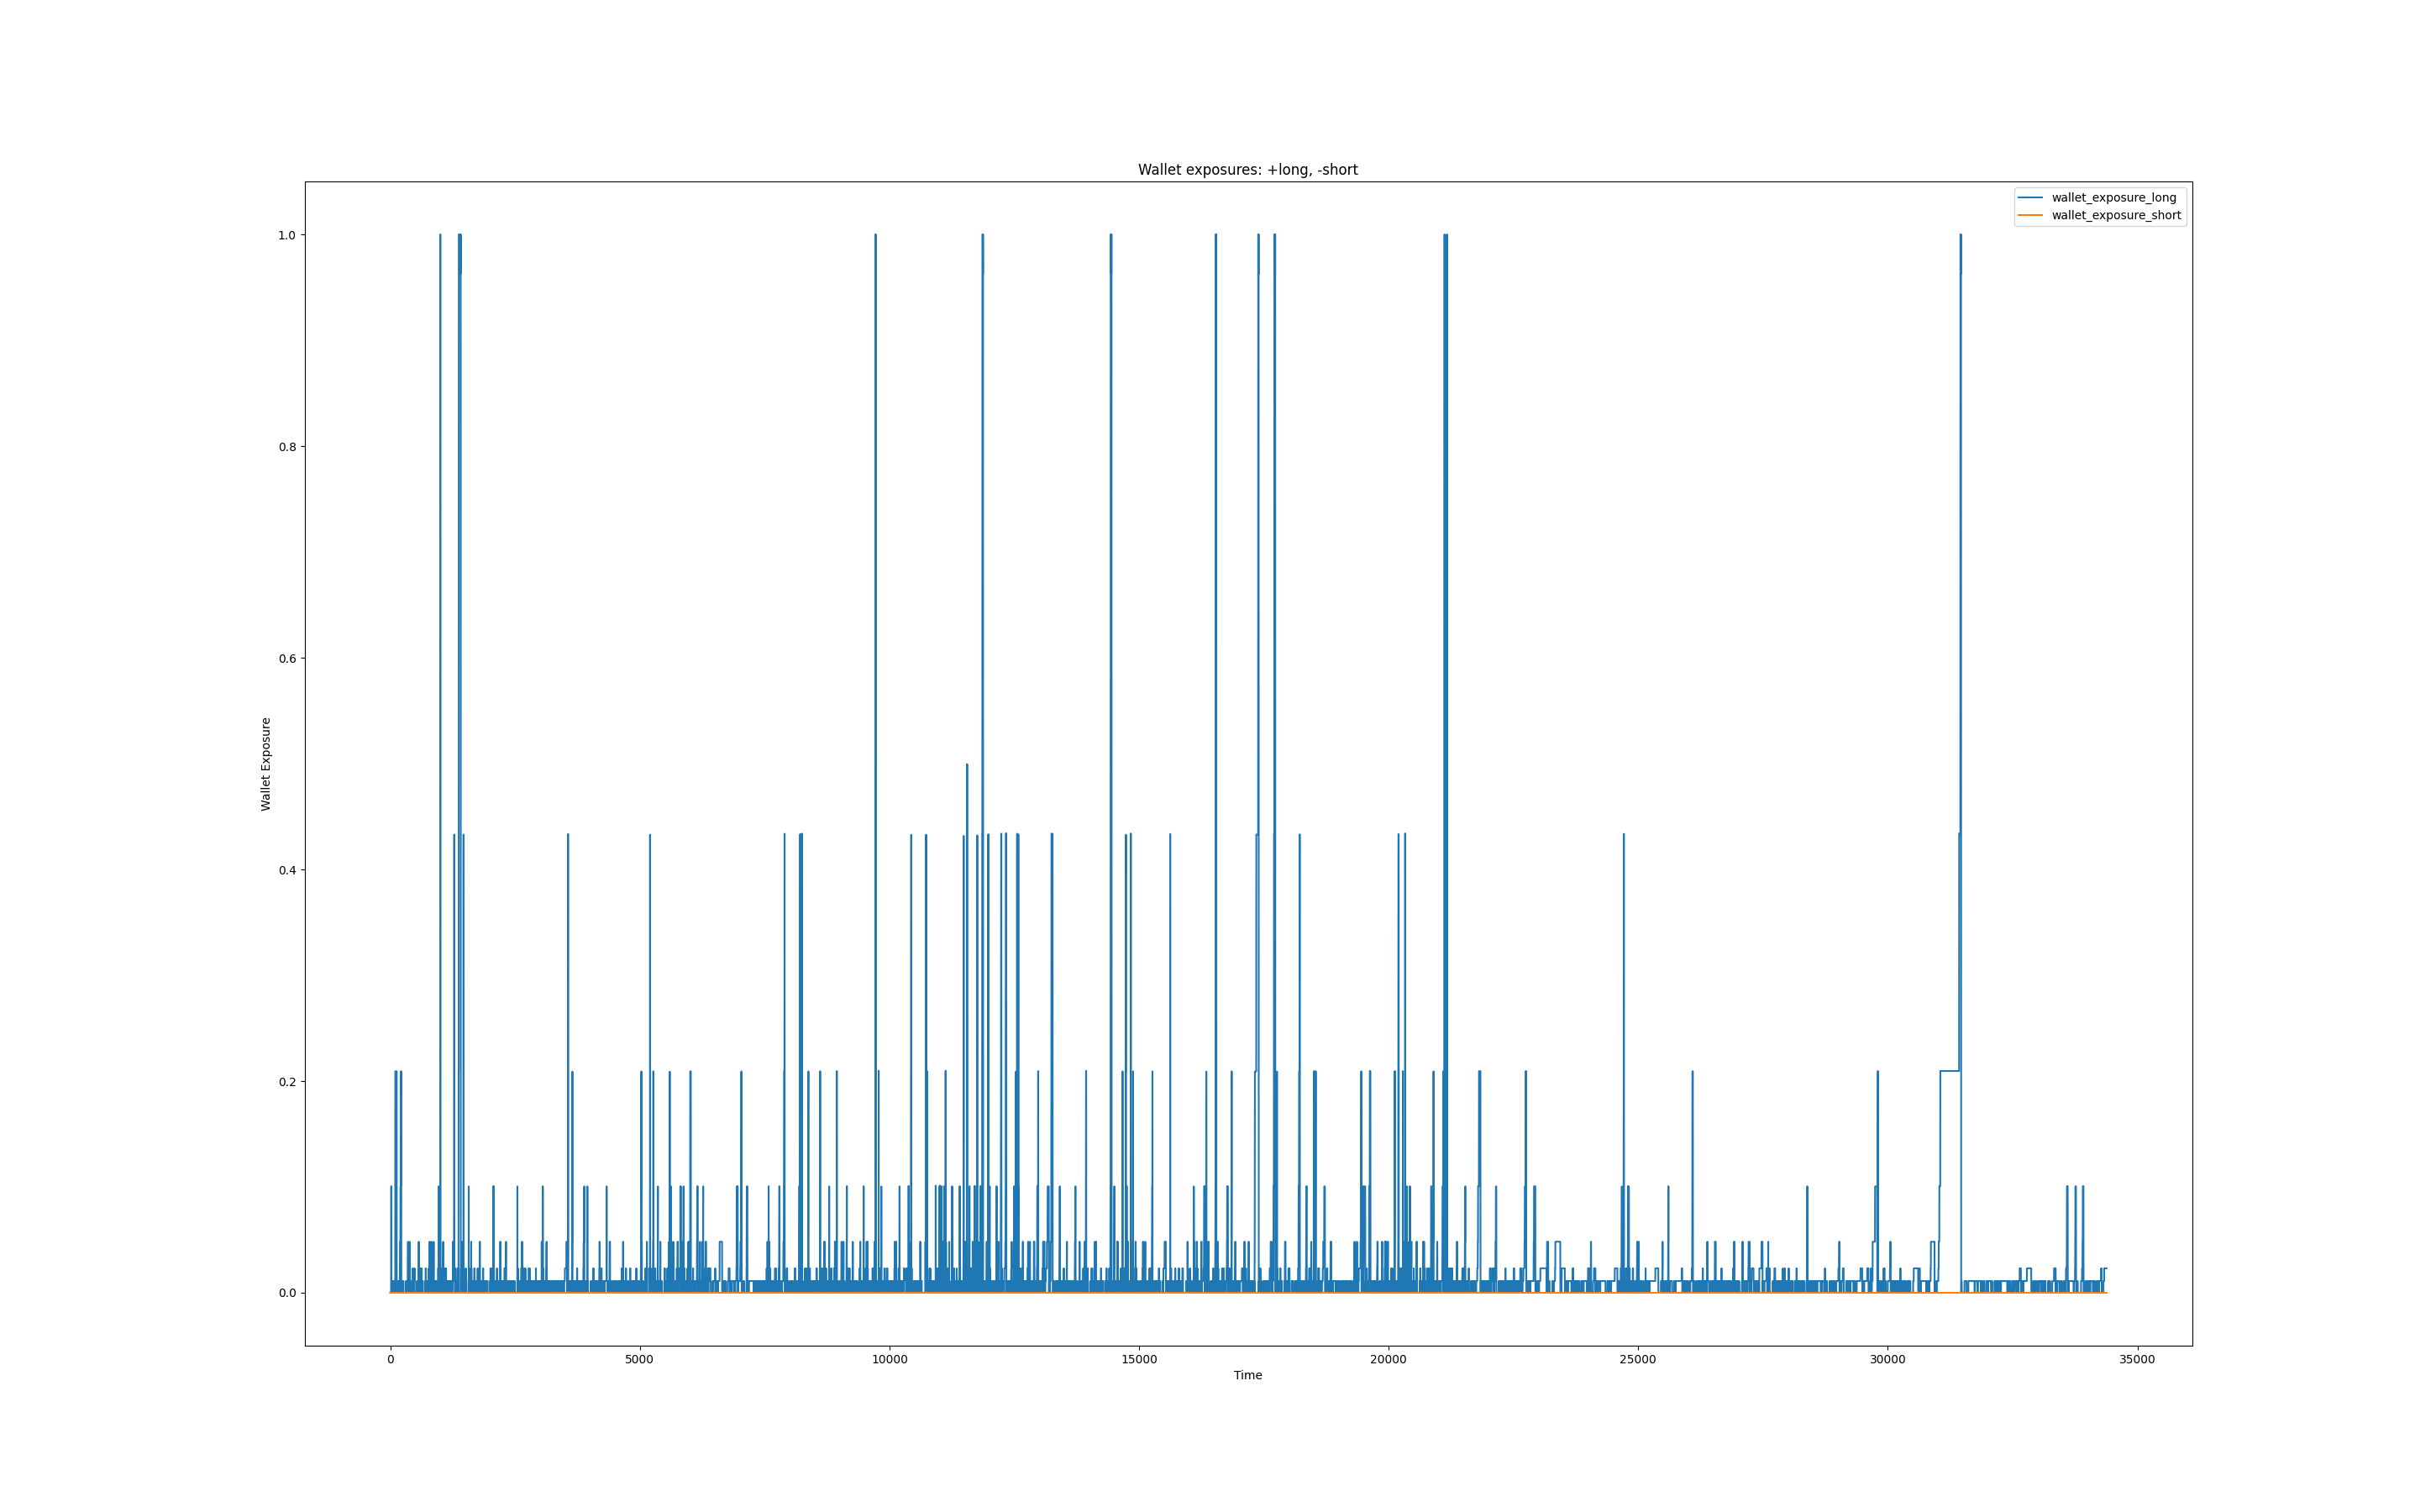 Wallet exposures: +long, -short
wallet_exposure_long
wallet_exposure_short
1.0
0.8
0.6
0.4
0.2
0.0
Wallet Exposure
0 5000 10000 15000 20000 25000 30000 35000
Time